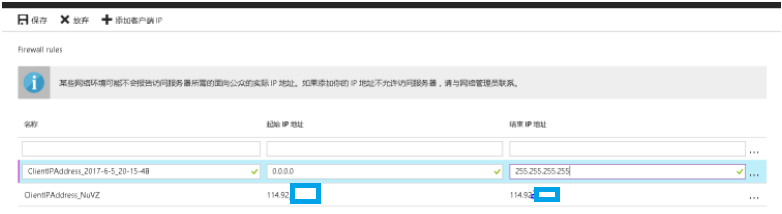 保存 放弃 添加客户端 IP
Firewall rules
某些网络环境可能不会报告访问服务器所需的面向公众的实际 IP 地址。如果添加你的 IP 地址不允许访问服务器，请与网络管理员联系。
名称 起始 IP 地址 结束 IP 地址
...
ClientIPAddress_2017-6-5_20-15-48 0.0.0.0 255.255.255.255 ...
ClientIPAddress_NuVZ 114.92. 114.92 ...